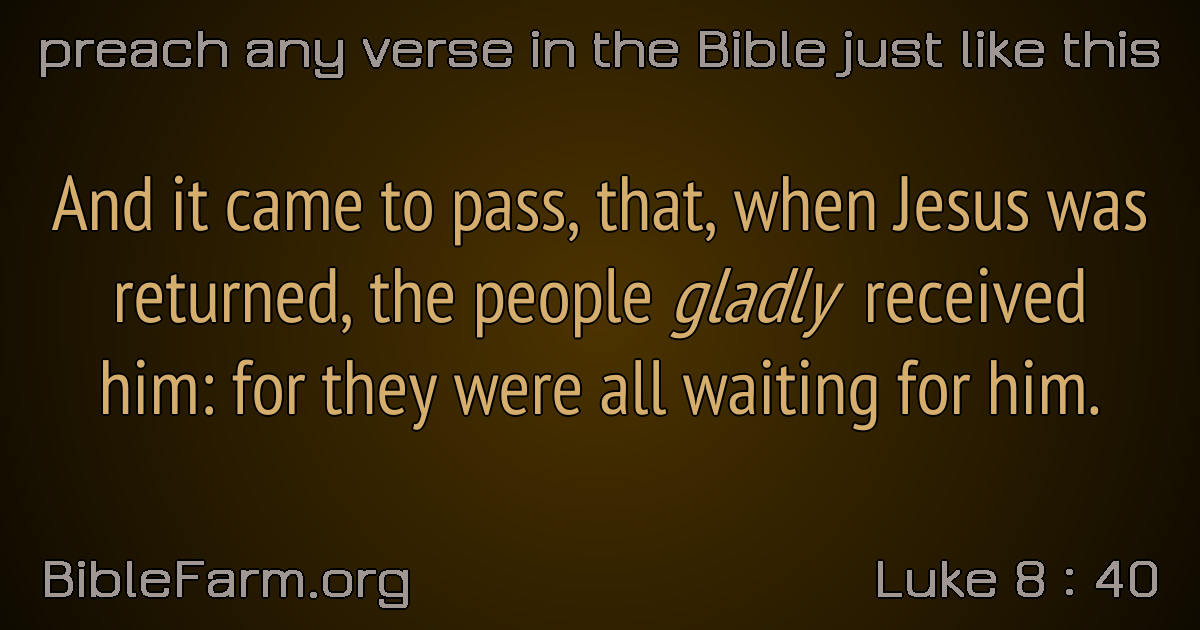 preach any verse in the Bible just like this
And it came to pass, that, when Jesus was
returned, the people gladly received
him: for they were all waiting for him.
BibleFarm.org
Luke 8 : 40